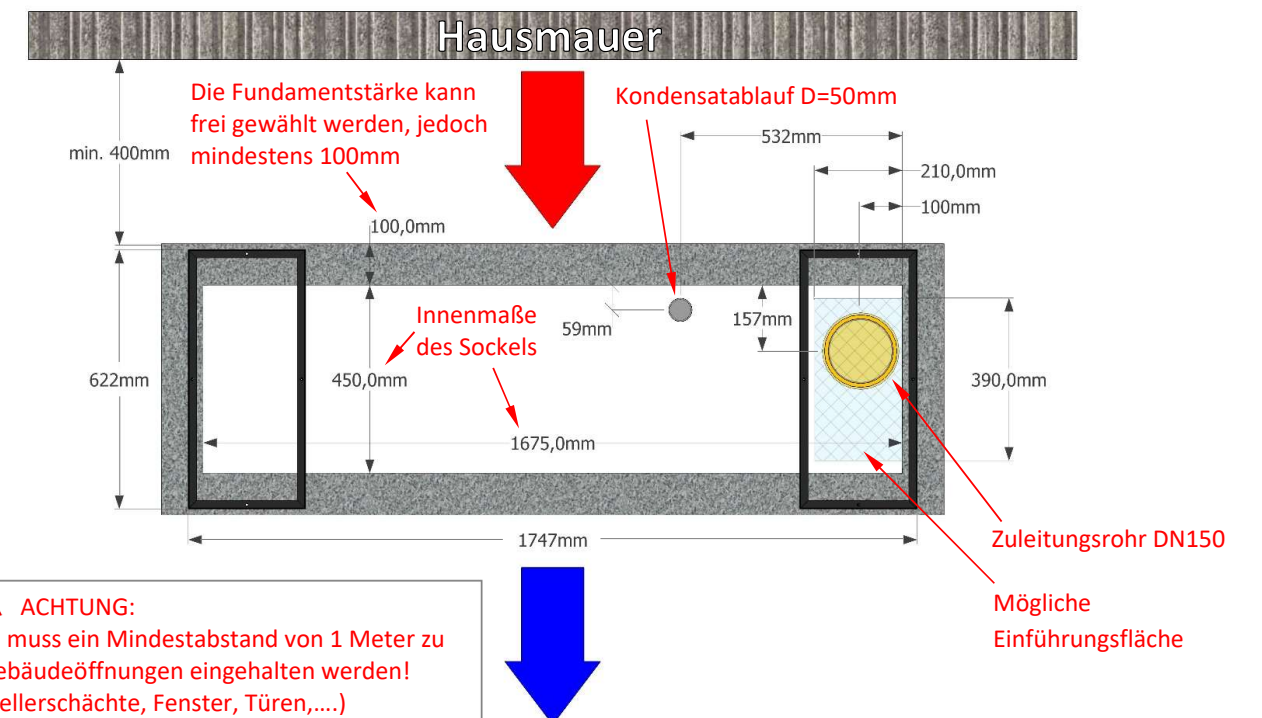 Hausmauer
Die Fundamentstärke kann
frei gewählt werden, jedoch
mindestens 100mm
Kondensatablauf D=50mm
532mm
min. 400mm
210,0mm
100mm
100,0mm
Innenmaße
des Sockels
59mm
157mm
622mm
450,0mm
390,0mm
1675,0mm
Zuleitungsrohr DN150
1747mm
Mögliche
Einführungsfläche
ACHTUNG:
muss ein Mindestabstand von 1 Meter zu
ebäudeöffnungen eingehalten werden!
ellerschächte, Fenster, Türen,....)